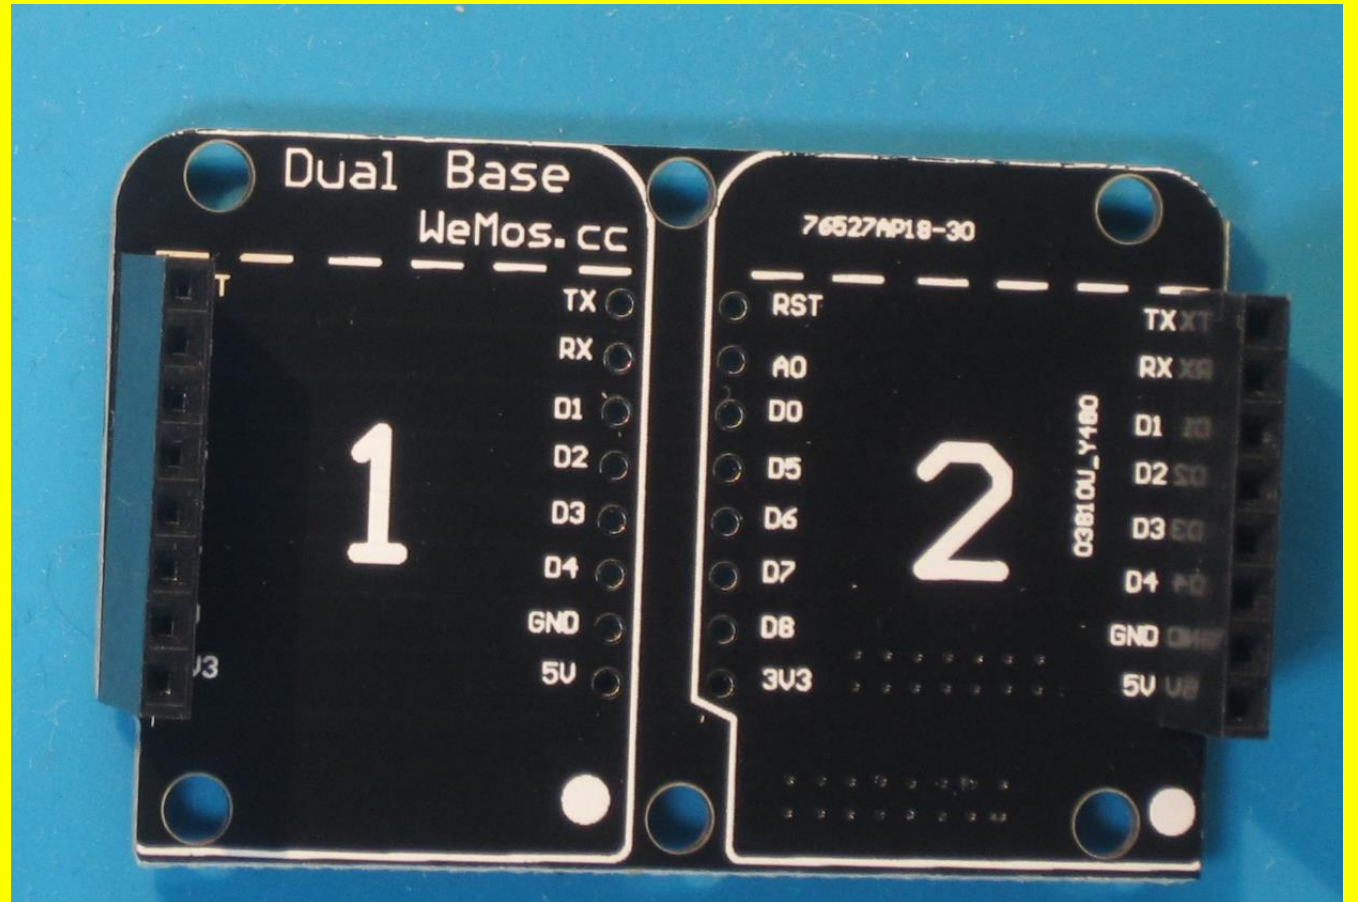 Dual Base
WeMos.cc
TX
RX
D1
D2
D3
D4
GND
5V
1
76527AP18-30
RST
A0
D0
D5
D6
D7
D8
3V3
2
03810U_Y480
TX
RX
D1
D2
D3
D4
GND
5V